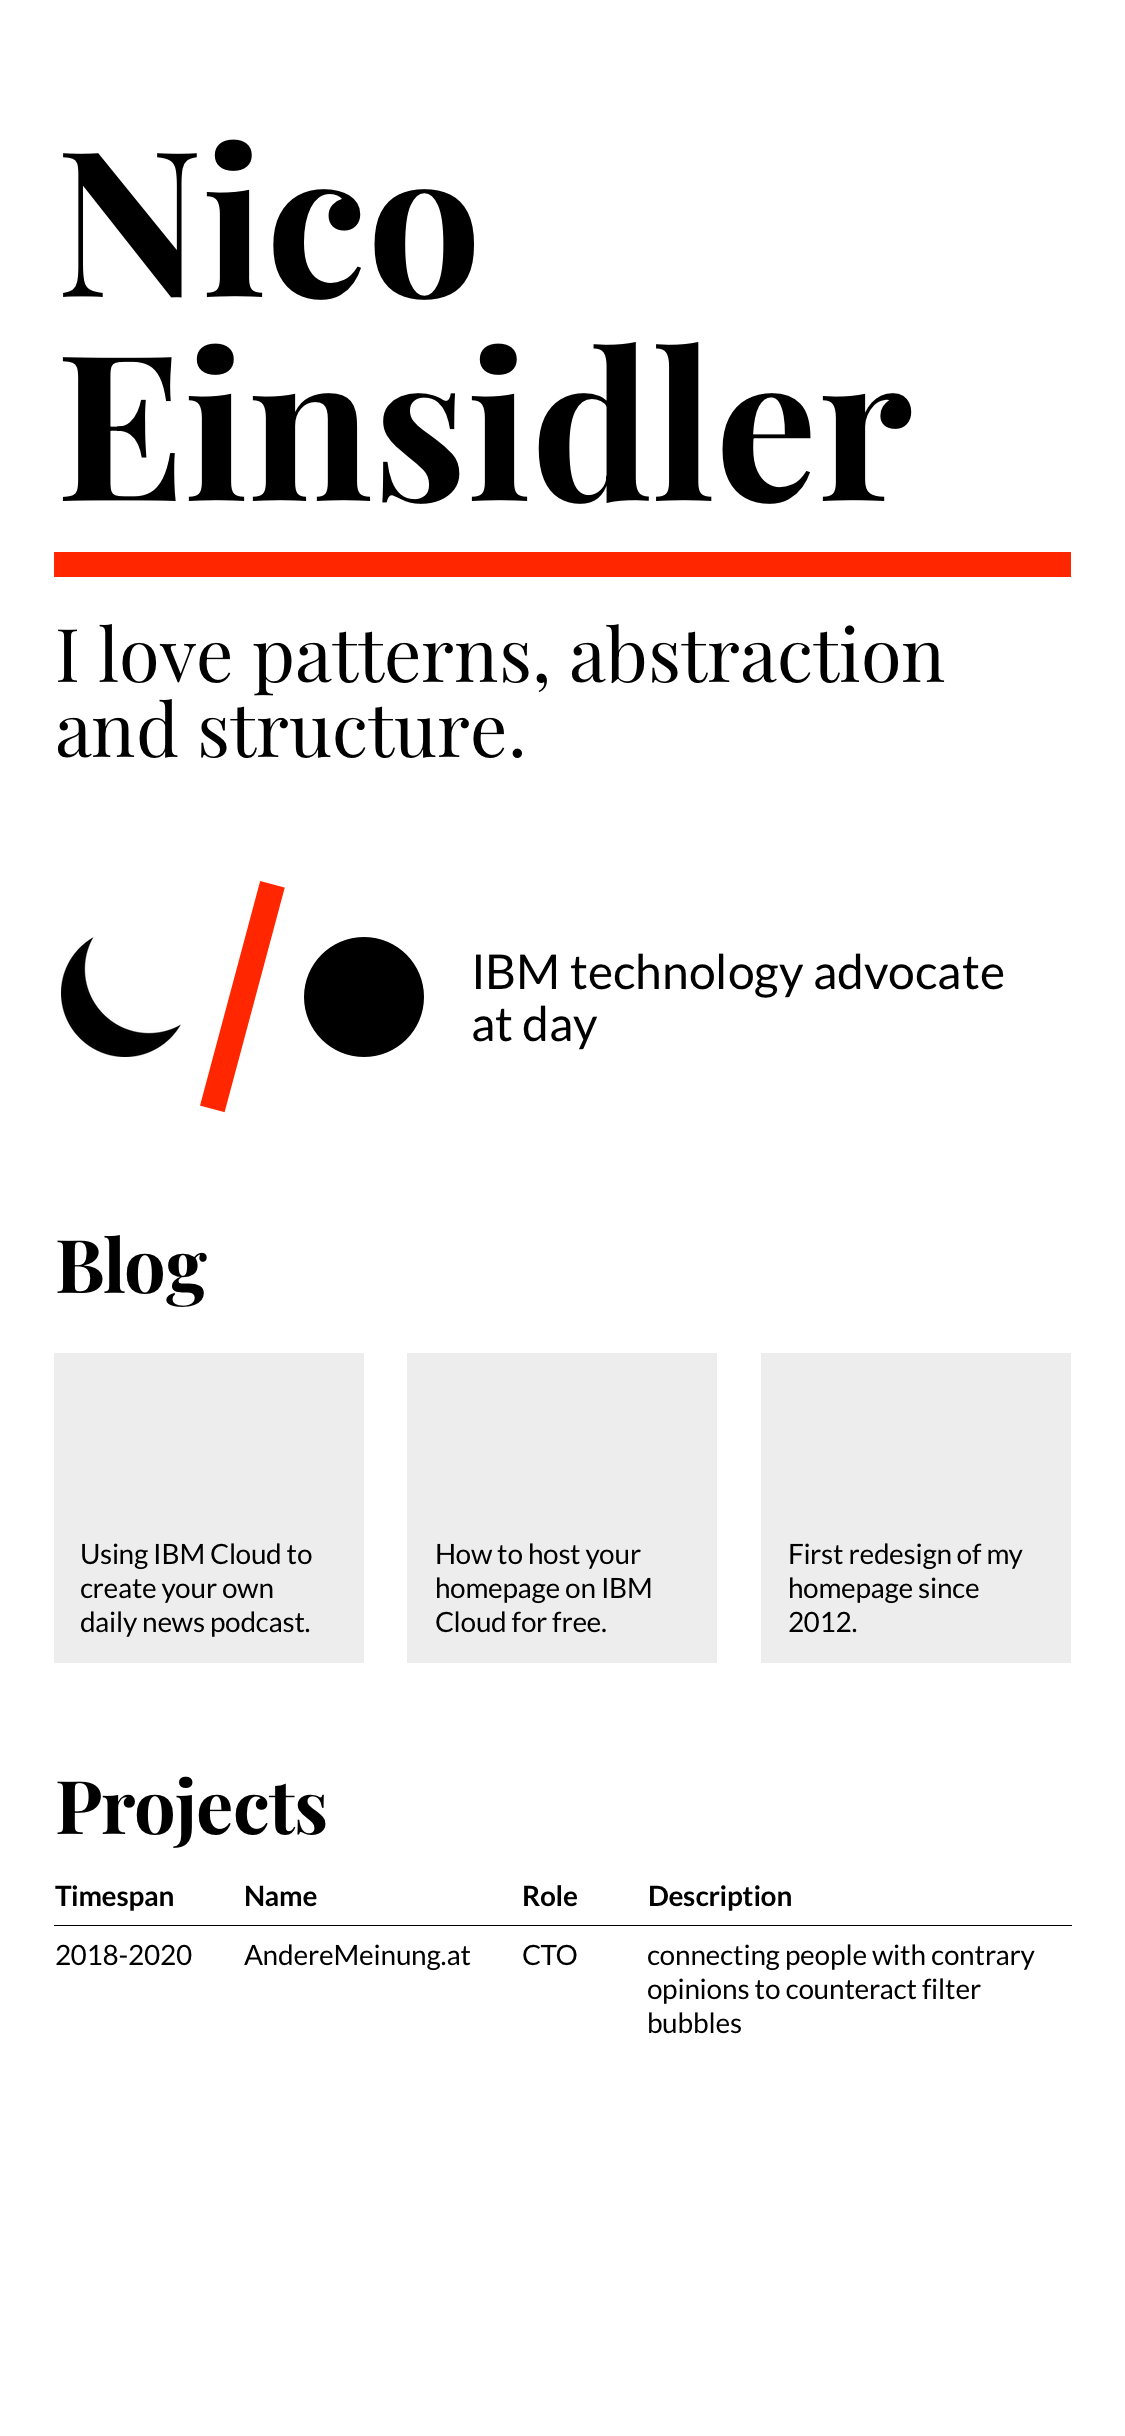 Nico
Einsidler
I love patterns, abstraction
and structure.
IBM technology advocate
at day
Blog
Using IBM Cloud to
create your own
daily news podcast.
How to host your
homepage on IBM
Cloud for free.
First redesign of my
homepage since
2012.
Projects
Timespan Name Role Description
2018-2020 AndereMeinung.at CTO connecting people with contrary
opinions to counteract filter
bubbles